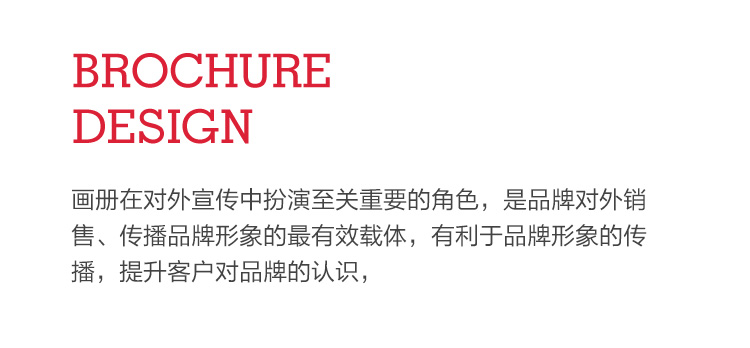 BROCHURE
DESIGN
画册在对外宣传中扮演至关重要的角色，是品牌对外销
售、传播品牌形象的最有效载体，有利于品牌形象的传
播，提升客户对品牌的认识，